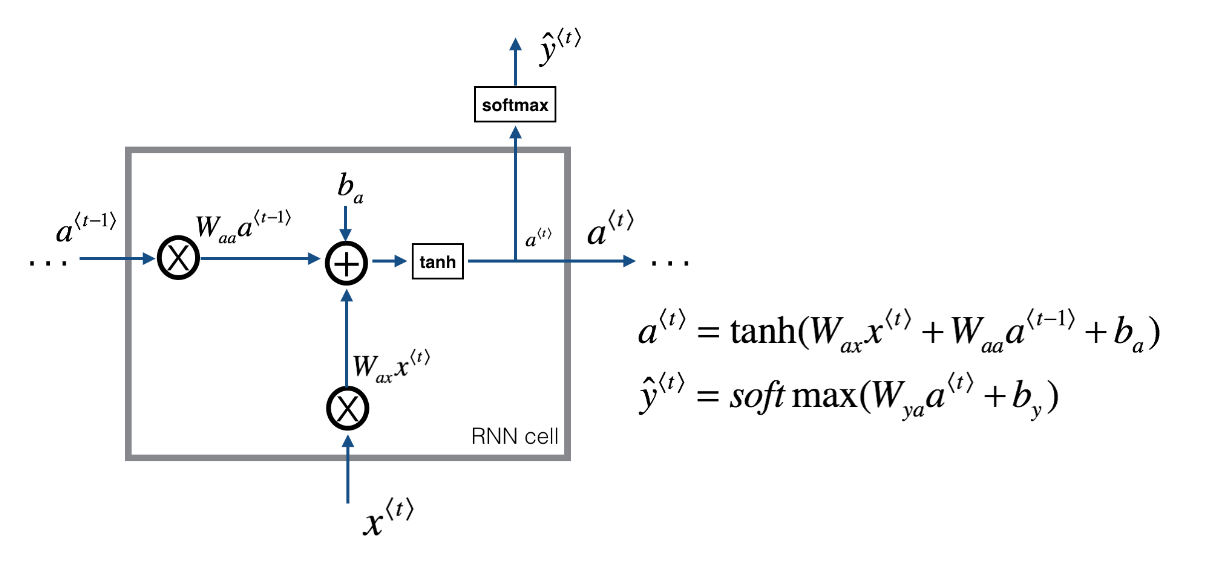 ŷ⟨t⟩
softmax
b_a
a⟨t−1⟩
W_aa a⟨t−1⟩
a⟨t⟩
a⟨t⟩
. . .
X
+
tanh
. . .
a⟨t⟩ = tanh(W_ax x⟨t⟩ + W_aa a⟨t−1⟩ + b_a)
W_ax x⟨t⟩
ŷ⟨t⟩ = soft max(W_ya a⟨t⟩ + b_y)
X
RNN cell
x⟨t⟩